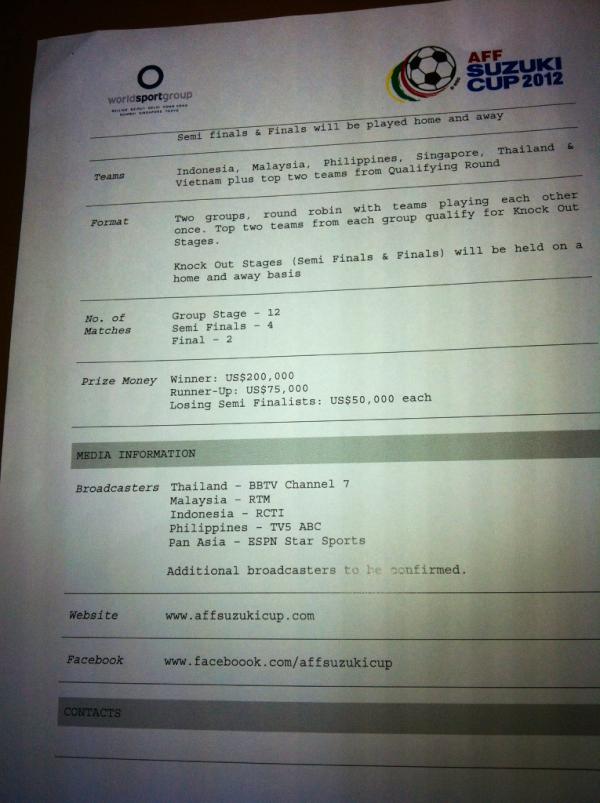 worldsportgroup
AFF
SUZUKI
CUP 2012
Semi finals & Finals will be played home and away
Teams
Indonesia, Malaysia, Philippines, Singapore, Thailand &
Vietnam plus top two teams from Qualifying Round
Format
Two groups, round robin with teams playing each other
once. Top two teams from each group qualify for Knock Out
Stages.
Knock Out Stages (Semi Finals & Finals) will be held on a
home and away basis
No. of
Matches
Group Stage - 12
Semi Finals - 4
Final - 2
Prize Money
Winner: US$200,000
Runner-Up: US$75,000
Losing Semi Finalists: US$50,000 each
MEDIA INFORMATION
Broadcasters
Thailand - BBTV Channel 7
Malaysia - RTM
Indonesia - RCTI
Philippines - TV5 ABC
Pan Asia - ESPN Star Sports
Additional broadcasters to be confirmed.
Website
www.affsuzukicup.com
Facebook
www.faceboook.com/affsuzukicup
CONTACTS